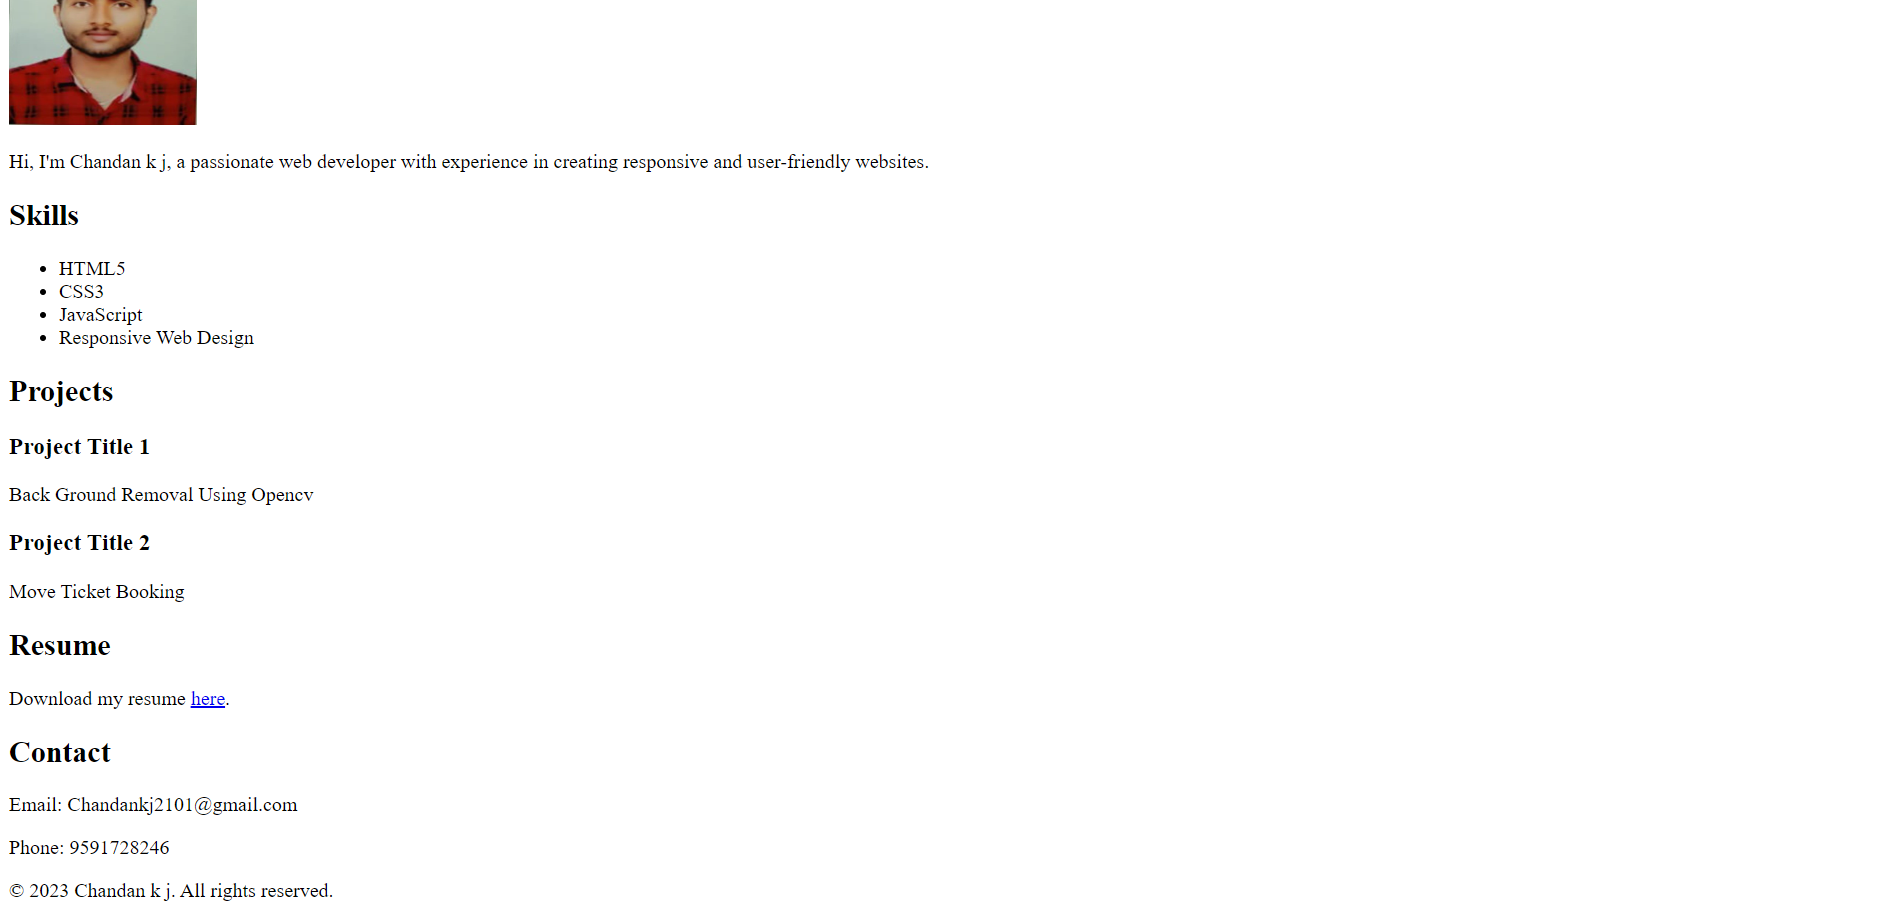 Hi, I'm Chandan k j, a passionate web developer with experience in creating responsive and user-friendly websites.
Skills
HTML5
CSS3
JavaScript
Responsive Web Design
Projects
Project Title 1
Back Ground Removal Using Opencv
Project Title 2
Move Ticket Booking
Resume
Download my resume here.
Contact
Email: Chandankj2101@gmail.com
Phone: 9591728246
© 2023 Chandan k j. All rights reserved.